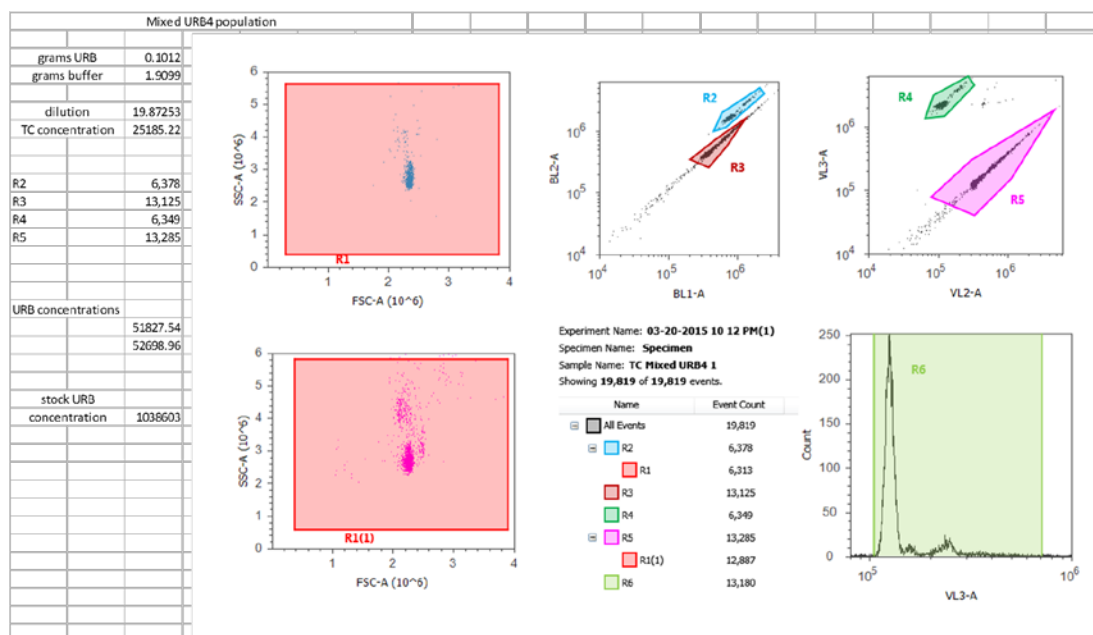 Mixed URB4 population
grams URB 0.1012
grams buffer 1.9099
dilution 19.87253
TC concentration 25185.22
R2 6,378
R3 13,125
R4 6,349
R5 13,285
URB concentrations
51827.54
52698.96
stock URB
concentration 1038603
6
5
4
3
2
1
0
SSC-A (10^6)
R1
1 2 3 4
FSC-A (10^6)
10^6
10^5
10^4
BL2-A
R2
R3
10^4 10^5 10^6
BL1-A
10^6
10^5
10^4
VL3-A
R4
R5
10^4 10^5 10^6
VL2-A
6
5
4
3
2
1
0
SSC-A (10^6)
R1(1)
1 2 3 4
FSC-A (10^6)
Experiment Name: 03-20-2015 10 12 PM(1)
Specimen Name: Specimen
Sample Name: TC Mixed URB4 1
Showing 19,819 of 19,819 events.
Name Event Count
All Events 19,819
R2 6,378
R1 6,313
R3 13,125
R4 6,349
R5 13,285
R1(1) 12,887
R6 13,180
250
200
150
100
50
0
Count
R6
10^5 10^6
VL3-A